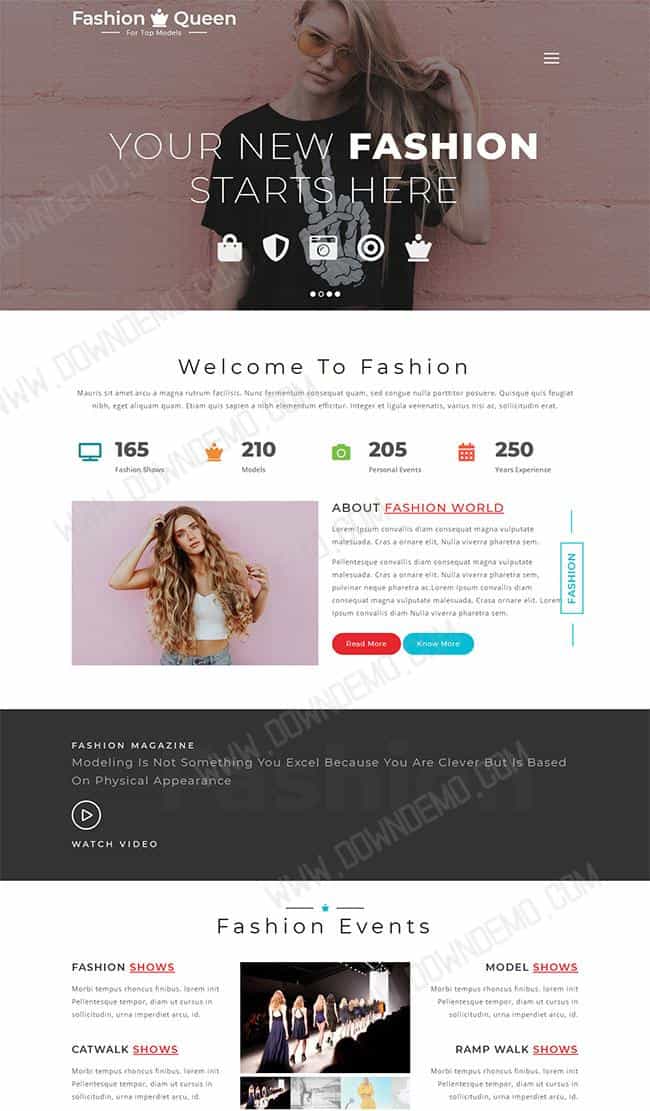 Fashion Queen
For Top Models
YOUR NEW FASHION
STARTS HERE
Welcome To Fashion
Mauris sit amet arcu a magna rutrum facilisis. Nunc fermentum consequat quam, sed congue nulla porttitor posuere. Quisque quis feugiat
nibh, eget aliquam quam. Etiam quis sapien a nibh elementum efficitur. Integer et ligula venenatis, varius nisi ac, sollicitudin erat.
165
Fashion Shows
210
Models
205
Personal Events
250
Years Experience
ABOUT FASHION WORLD
Lorem Ipsum convallis diam consequat magna vulputate
malesuada. Cras a ornare elit. Nulla viverra pharetra sem.
Pellentesque convallis diam consequat magna vulputate
malesuada. Cras a ornare elit. Nulla viverra pharetra sem,
pulvinar neque pharetra ac.Lorem Ipsum convallis diam
consequat magna vulputate malesuada. Cras a ornare elit. Lorem
ipsum convallis diam consequat magna vulputate malesuada.
Read More
Know More
FASHION
FASHION MAGAZINE
Modeling Is Not Something You Excel Because You Are Clever But Is Based
On Physical Appearance
Fashion
WATCH VIDEO
Fashion Events
FASHION SHOWS
Morbi tempus rhoncus finibus. lorem init
Pellentesque tempor, diam ut cursus in
sollicitudin, urna imperdiet arcu, id.
CATWALK SHOWS
Morbi tempus rhoncus finibus. lorem init
Pellentesque tempor, diam ut cursus in
sollicitudin, urna imperdiet arcu, id.
MODEL SHOWS
Morbi tempus rhoncus finibus. lorem init
Pellentesque tempor, diam ut cursus in
sollicitudin, urna imperdiet arcu, id.
RAMP WALK SHOWS
Morbi tempus rhoncus finibus. lorem init
Pellentesque tempor, diam ut cursus in
sollicitudin, urna imperdiet arcu, id.
WWW.DOWNDEMO.COM